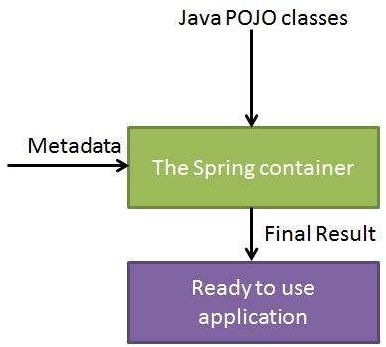 Java POJO classes
Metadata
The Spring container
Final Result
Ready to use
application